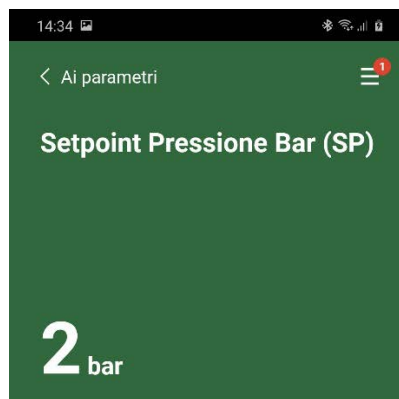 14:34
Ai parametri
1
Setpoint Pressione Bar (SP)
2 bar